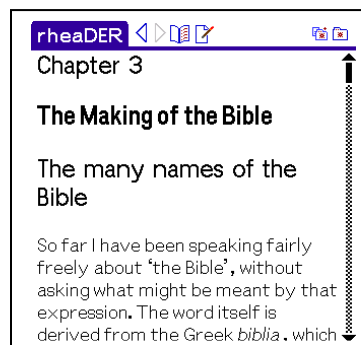 rheaDER
Chapter 3
The Making of the Bible
The many names of the
Bible
So far I have been speaking fairly
freely about ‘the Bible’, without
asking what might be meant by that
expression. The word itself is
derived from the Greek biblia, which